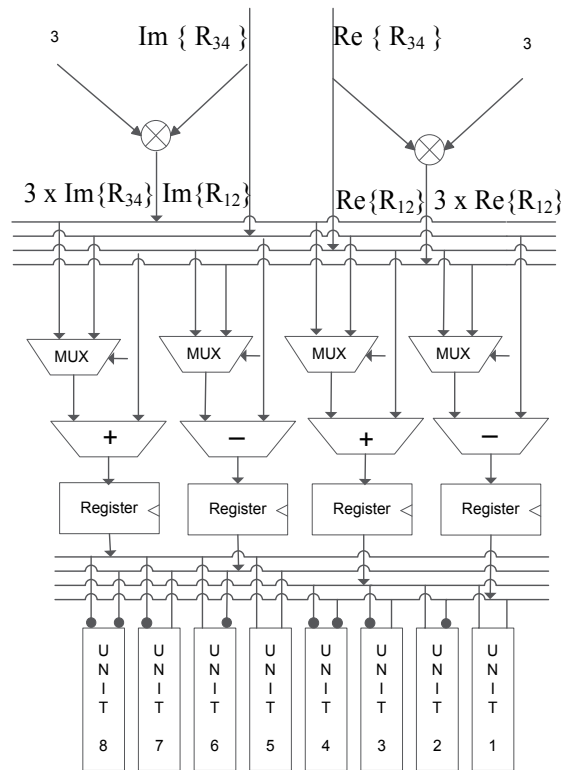 3 Im { R34 } Re { R34 } 3
3 x Im{R34} Im{R12} Re{R12} 3 x Re{R12}
MUX MUX MUX MUX
+ − + −
Register Register Register Register
UNIT 8
UNIT 7
UNIT 6
UNIT 5
UNIT 4
UNIT 3
UNIT 2
UNIT 1